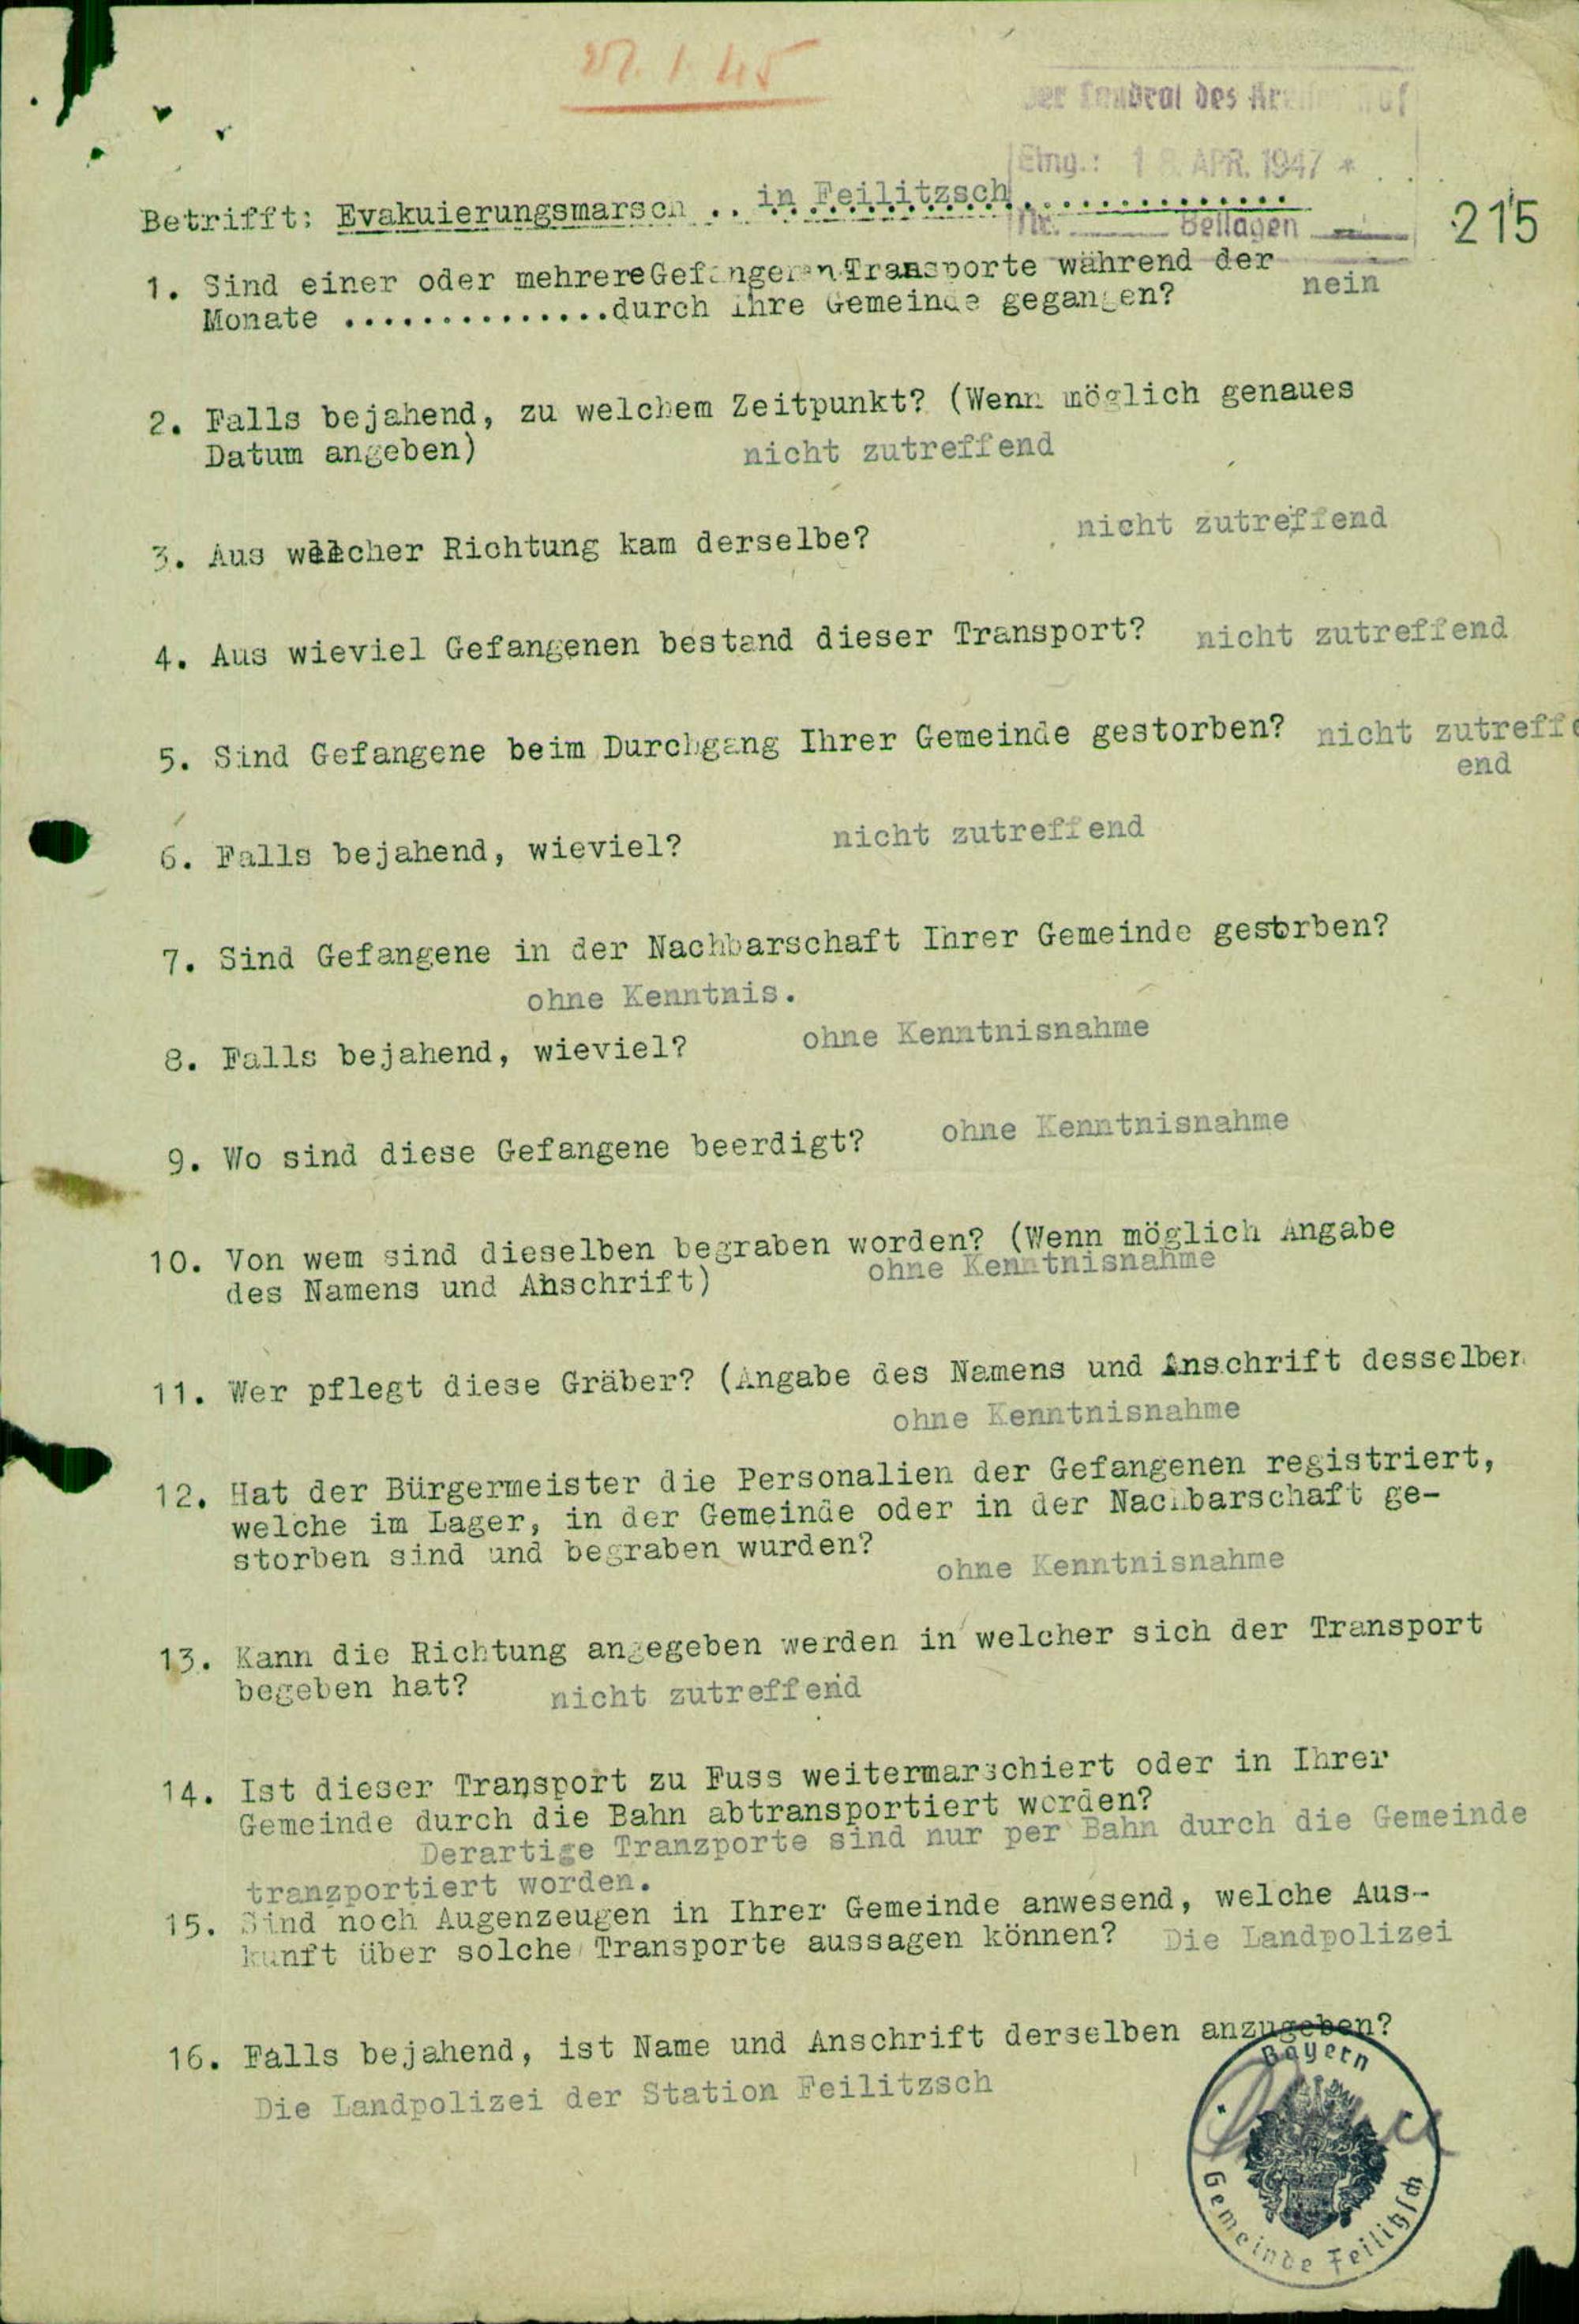 27.1.45
Der Landrat des Kreises Hof
Eing.: 1 . APR. 1947 *
Betrifft: Evakuierungsmarsch .. in Feilitzsch ..............
Nr. Beilagen
215
1. Sind einer oder mehrere Gefangenen Transporte während der
Monate ..............durch Ihre Gemeinde gegangen? nein
2. Falls bejahend, zu welchem Zeitpunkt? (Wenn möglich genaues
Datum angeben) nicht zutreffend
3. Aus welcher Richtung kam derselbe? nicht zutreffend
4. Aus wieviel Gefangenen bestand dieser Transport? nicht zutreffend
5. Sind Gefangene beim Durchgang Ihrer Gemeinde gestorben? nicht zutreffe
end
6. Falls bejahend, wieviel? nicht zutreffend
7. Sind Gefangene in der Nachbarschaft Ihrer Gemeinde gestorben?
ohne Kenntnis.
8. Falls bejahend, wieviel? ohne Kenntnisnahme
9. Wo sind diese Gefangene beerdigt? ohne Kenntnisnahme
10. Von wem sind dieselben begraben worden? (Wenn möglich Angabe
des Namens und Anschrift) ohne Kenntnisnahme
11. Wer pflegt diese Gräber? (Angabe des Namens und Anschrift desselben
ohne Kenntnisnahme
12. Hat der Bürgermeister die Personalien der Gefangenen registriert,
welche im Lager, in der Gemeinde oder in der Nachbarschaft ge-
storben sind und begraben wurden? ohne Kenntnisnahme
13. Kann die Richtung angegeben werden in welcher sich der Transport
begeben hat? nicht zutreffend
14. Ist dieser Transport zu Fuss weitermarschiert oder in Ihrer
Gemeinde durch die Bahn abtransportiert worden?
Derartige Tranzporte sind nur per Bahn durch die Gemeinde
tranzportiert worden.
15. Sind noch Augenzeugen in Ihrer Gemeinde anwesend, welche Aus-
kunft über solche Transporte aussagen können? Die Landpolizei
16. Falls bejahend, ist Name und Anschrift derselben anzugeben?
Die Landpolizei der Station Feilitzsch
Bayern
Gemeinde Feilitzsch